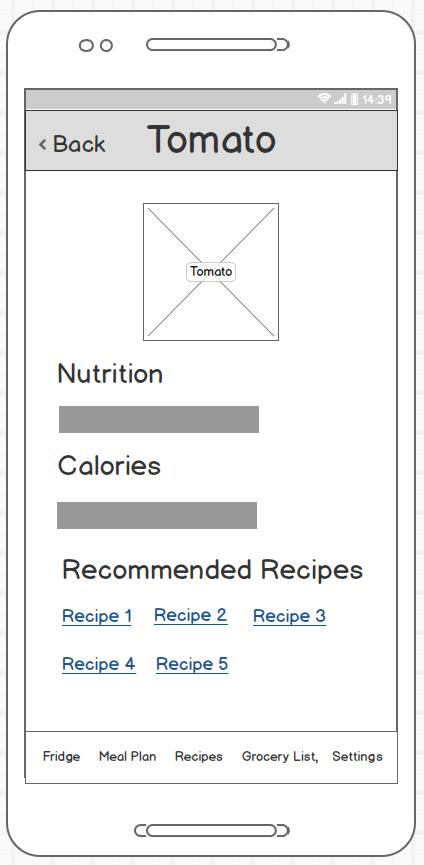 14:39
< Back Tomato
Tomato
Nutrition
Calories
Recommended Recipes
Recipe 1 Recipe 2 Recipe 3
Recipe 4 Recipe 5
Fridge Meal Plan Recipes Grocery List, Settings